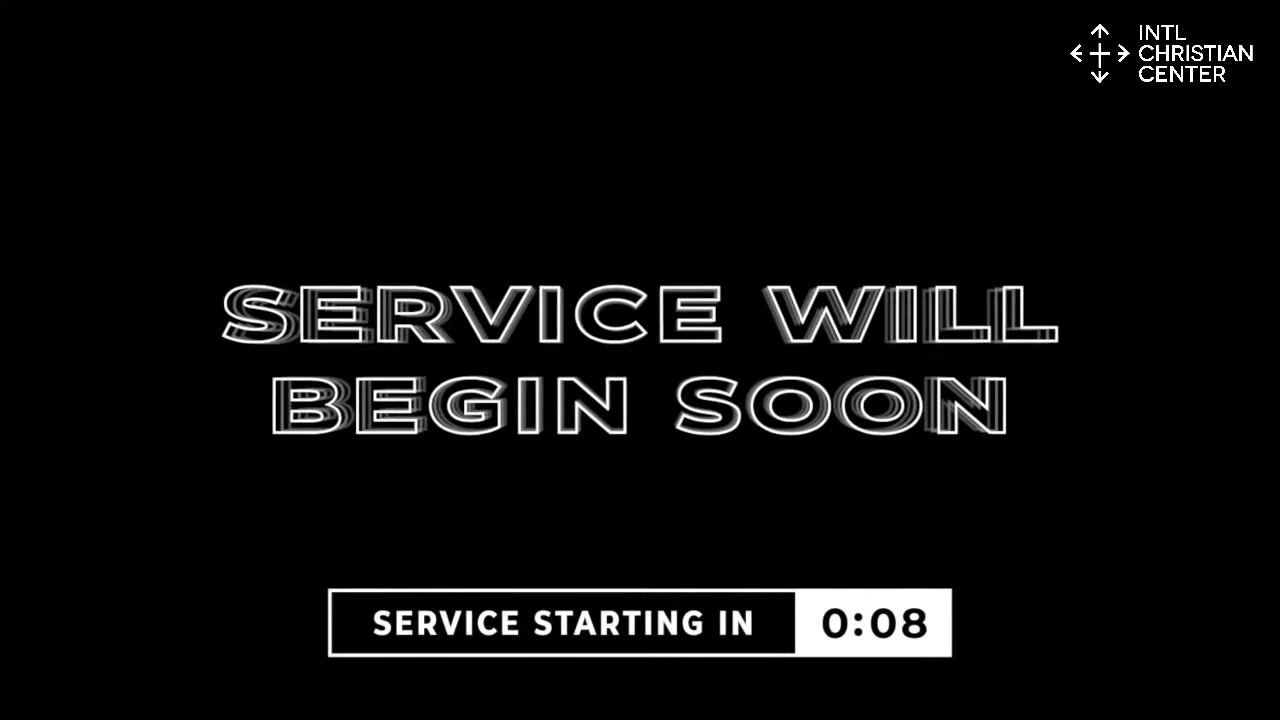 INTL
CHRISTIAN
CENTER
SERVICE WILL
BEGIN SOON
SERVICE STARTING IN 0:08